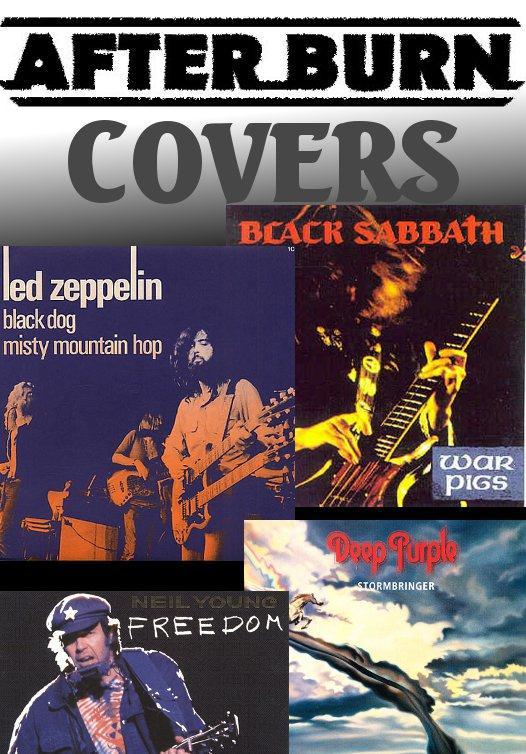 AFTER BURN
COVERS
BLACK SABBATH
led zeppelin
black dog
misty mountain hop
WAR
PIGS
Deep Purple
STORMBRINGER
NEIL YOUNG
FREEDOM